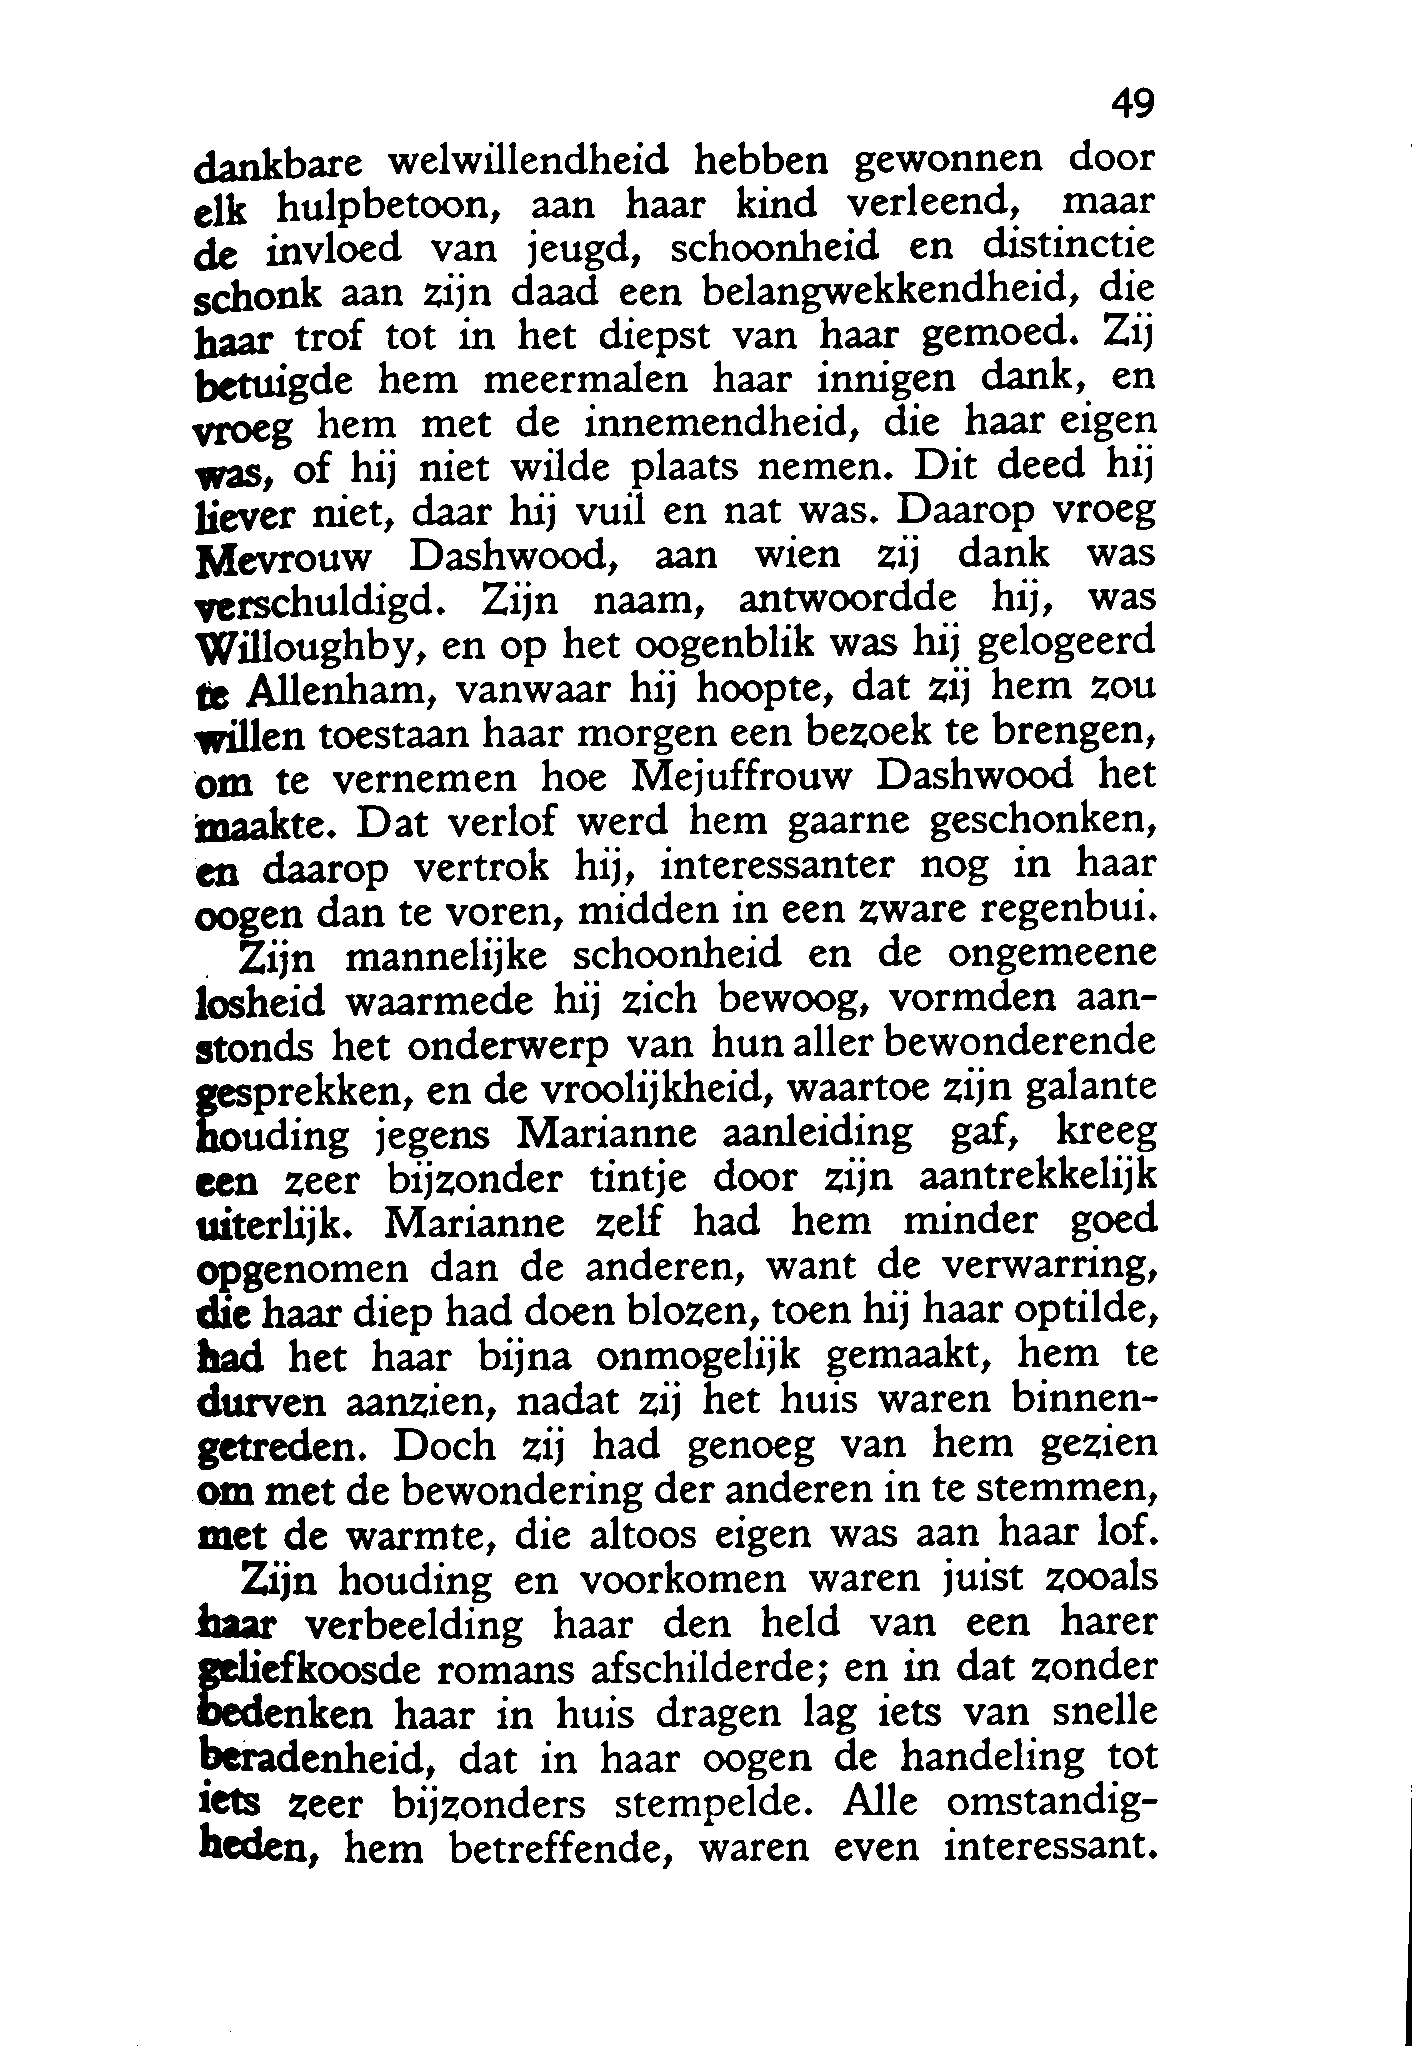 49
dankbare welwillendheid hebben gewonnen door
elk hulpbetoon, aan haar kind verleend, maar
de invloed van jeugd, schoonheid en distinctie
schonk aan zijn daad een belangwekkendheid, die
haar trof tot in het diepst van haar gemoed. Zij
betuigde hem meermalen haar innigen dank, en
vroeg hem met de innemendheid, die haar eigen
was, of hij niet wilde plaats nemen. Dit deed hij
liever niet, daar hij vuil en nat was. Daarop vroeg
Mevrouw Dashwood, aan wien zij dank was
verschuldigd. Zijn naam, antwoordde hij, was
Willoughby, en op het oogenblik was hij gelogeerd
te Allenham, vanwaar hij hoopte, dat zij hem zou
willen toestaan haar morgen een bezoek te brengen,
om te vernemen hoe Mejuffrouw Dashwood het
maakte. Dat verlof werd hem gaarne geschonken,
en daarop vertrok hij, interessanter nog in haar
oogen dan te voren, midden in een zware regenbui.
Zijn mannelijke schoonheid en de ongemeene
losheid waarmede hij zich bewoog, vormden aan-
stonds het onderwerp van hun aller bewonderende
gesprekken, en de vroolijkheid, waartoe zijn galante
houding jegens Marianne aanleiding gaf, kreeg
een zeer bijzonder tintje door zijn aantrekkelijk
uiterlijk. Marianne zelf had hem minder goed
opgenomen dan de anderen, want de verwarring,
die haar diep had doen blozen, toen hij haar optilde,
had het haar bijna onmogelijk gemaakt, hem te
durven aanzien, nadat zij het huis waren binnen-
getreden. Doch zij had genoeg van hem gezien
om met de bewondering der anderen in te stemmen,
met de warmte, die altoos eigen was aan haar lof.
Zijn houding en voorkomen waren juist zooals
haar verbeelding haar den held van een harer
geliefkoosde romans afschilderde; en in dat zonder
bedenken haar in huis dragen lag iets van snelle
beradenheid, dat in haar oogen de handeling tot
iets zeer bijzonders stempelde. Alle omstandig-
heden, hem betreffende, waren even interessant.